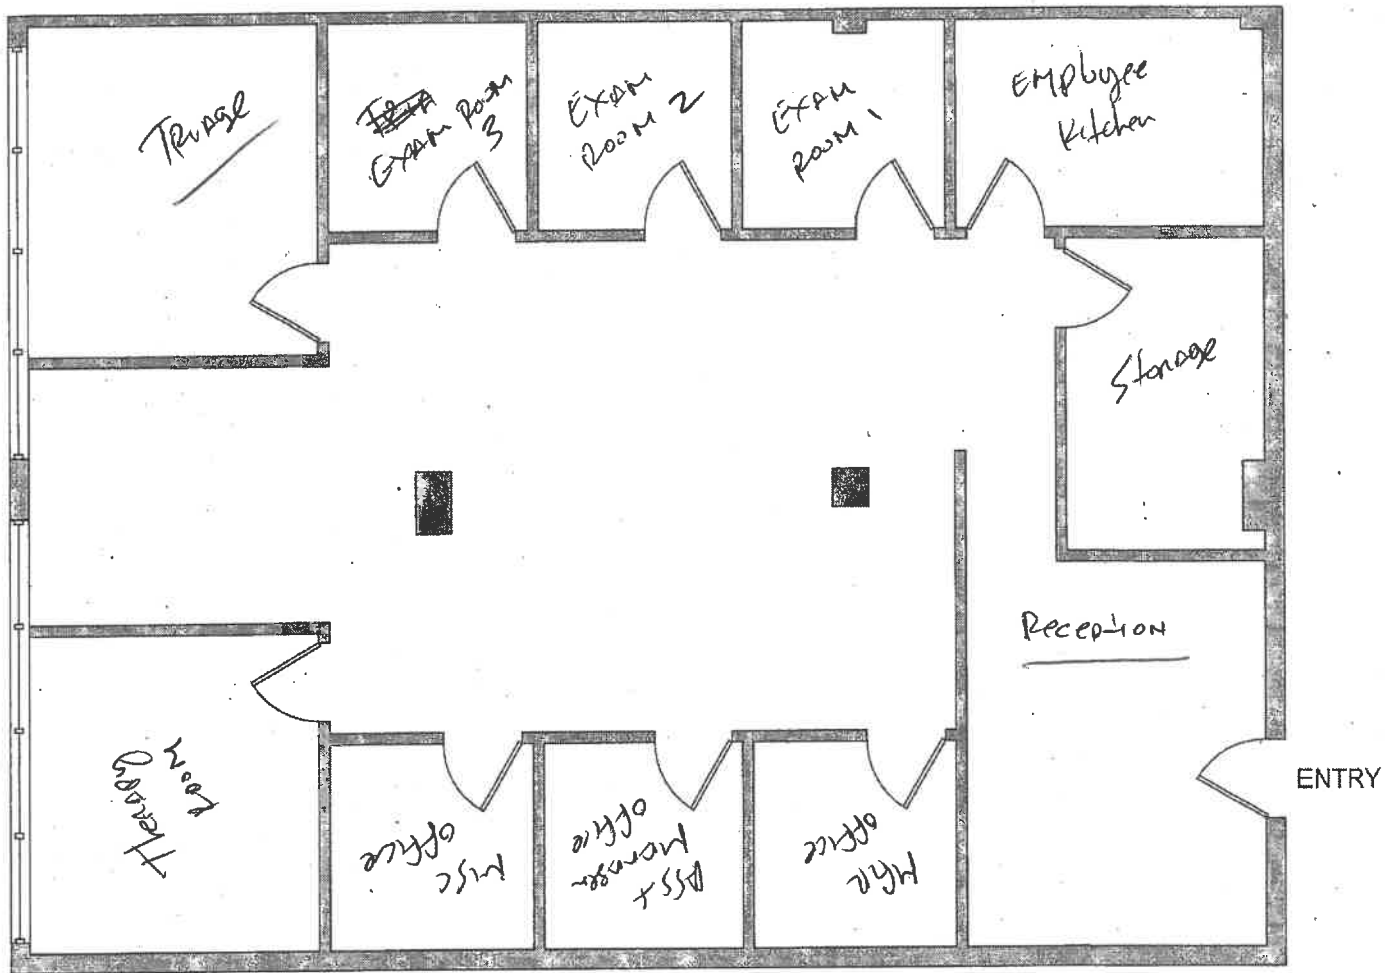 Triage
EXAM ROOM
3
EXAM
ROOM 2
EXAM
ROOM 1
Employee
Kitchen
Storage
Reception
ENTRY
Therapy
Room
MISC
OFFICE
ASST
Manager
OFFICE
MGR
OFFICE